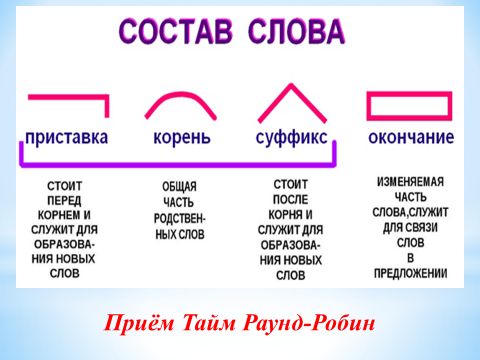 СОСТАВ СЛОВА
приставка корень суффикс окончание
СТОИТ
ПЕРЕД
КОРНЕМ И
СЛУЖИТ ДЛЯ
ОБРАЗОВА-
НИЯ НОВЫХ
СЛОВ
ОБЩАЯ
ЧАСТЬ
РОДСТВЕН-
НЫХ СЛОВ
СТОИТ
ПОСЛЕ
КОРНЯ И
СЛУЖИТ ДЛЯ
ОБРАЗОВА-
НИЯ НОВЫХ
СЛОВ
ИЗМЕНЯЕМАЯ
ЧАСТЬ
СЛОВА,СЛУЖИТ
ДЛЯ СВЯЗИ
СЛОВ
В
ПРЕДЛОЖЕНИИ
Приём Тайм Раунд-Робин